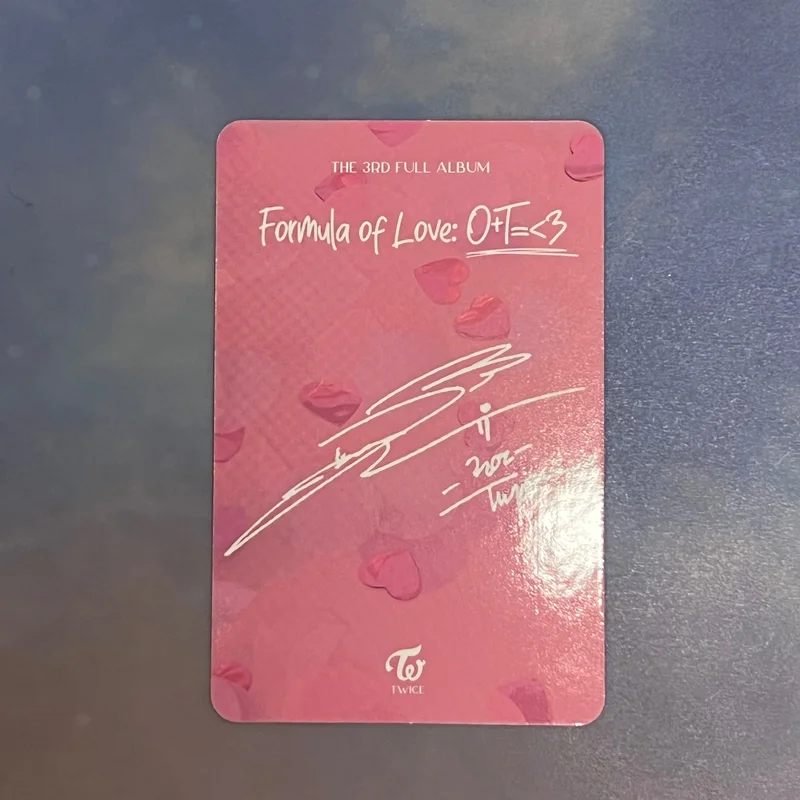 THE 3RD FULL ALBUM
Formula of Love: O+T=<3
TWICE